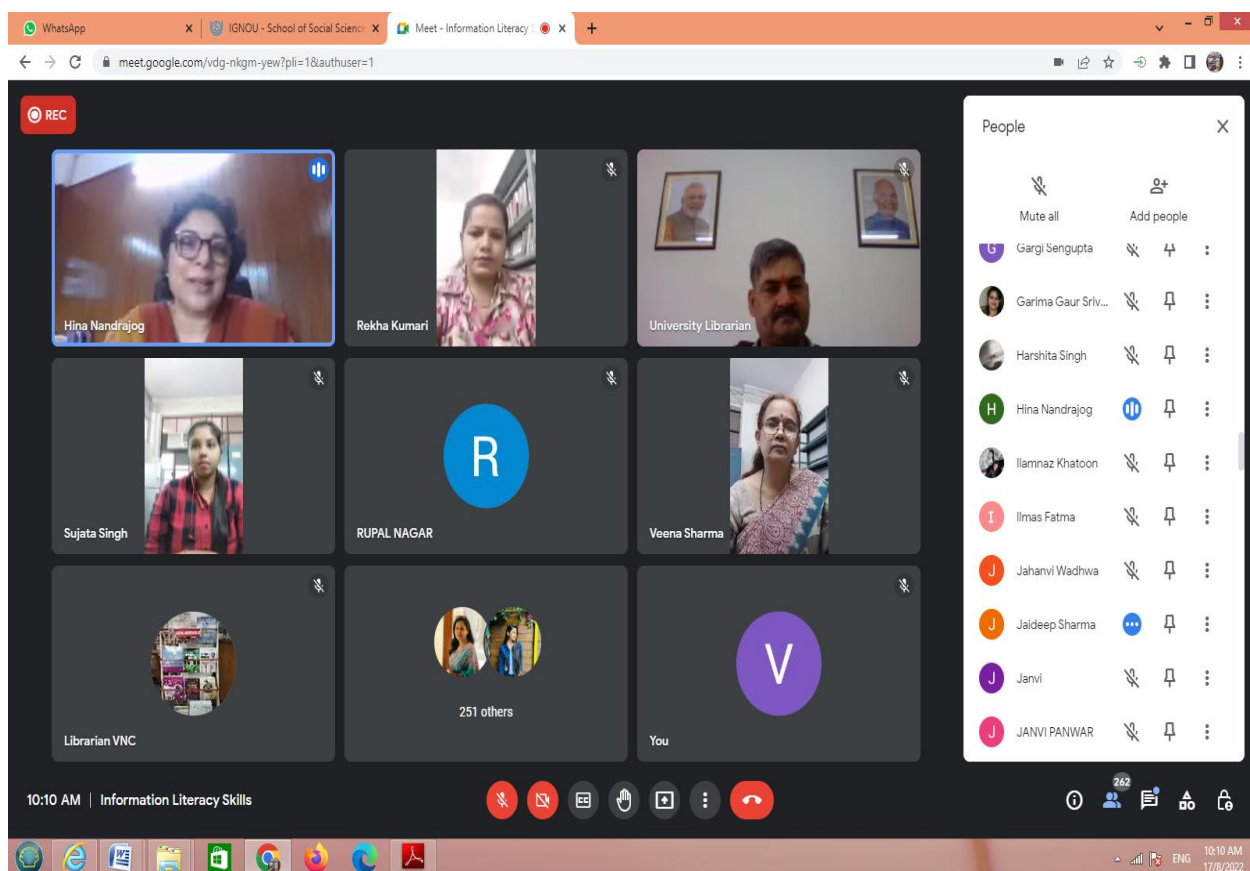 WhatsApp
IGNOU - School of Social Science
Meet - Information Literacy S
meet.google.com/vdg-nkgm-yew?pli=1&authuser=1
REC
People
Mute all
Add people
Hina Nandrajog
Rekha Kumari
University Librarian
Sujata Singh
R
RUPAL NAGAR
Veena Sharma
Librarian VNC
251 others
V
You
G Gargi Sengupta
Garima Gaur Sriv...
Harshita Singh
H Hina Nandrajog
Ilamnaz Khatoon
I Ilmas Fatma
J Jahanvi Wadhwa
J Jaideep Sharma
J Janvi
J JANVI PANWAR
10:10 AM | Information Literacy Skills
CC
262
ENG
10:10 AM
17/8/2022